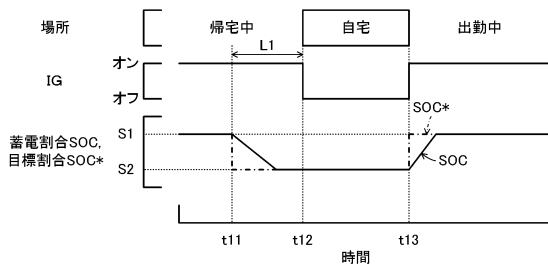 場所
帰宅中
自宅
出勤中
L1
IG
オン
オフ
蓄電割合SOC,
目標割合SOC*
S1
S2
SOC*
SOC
t11
t12
t13
時間